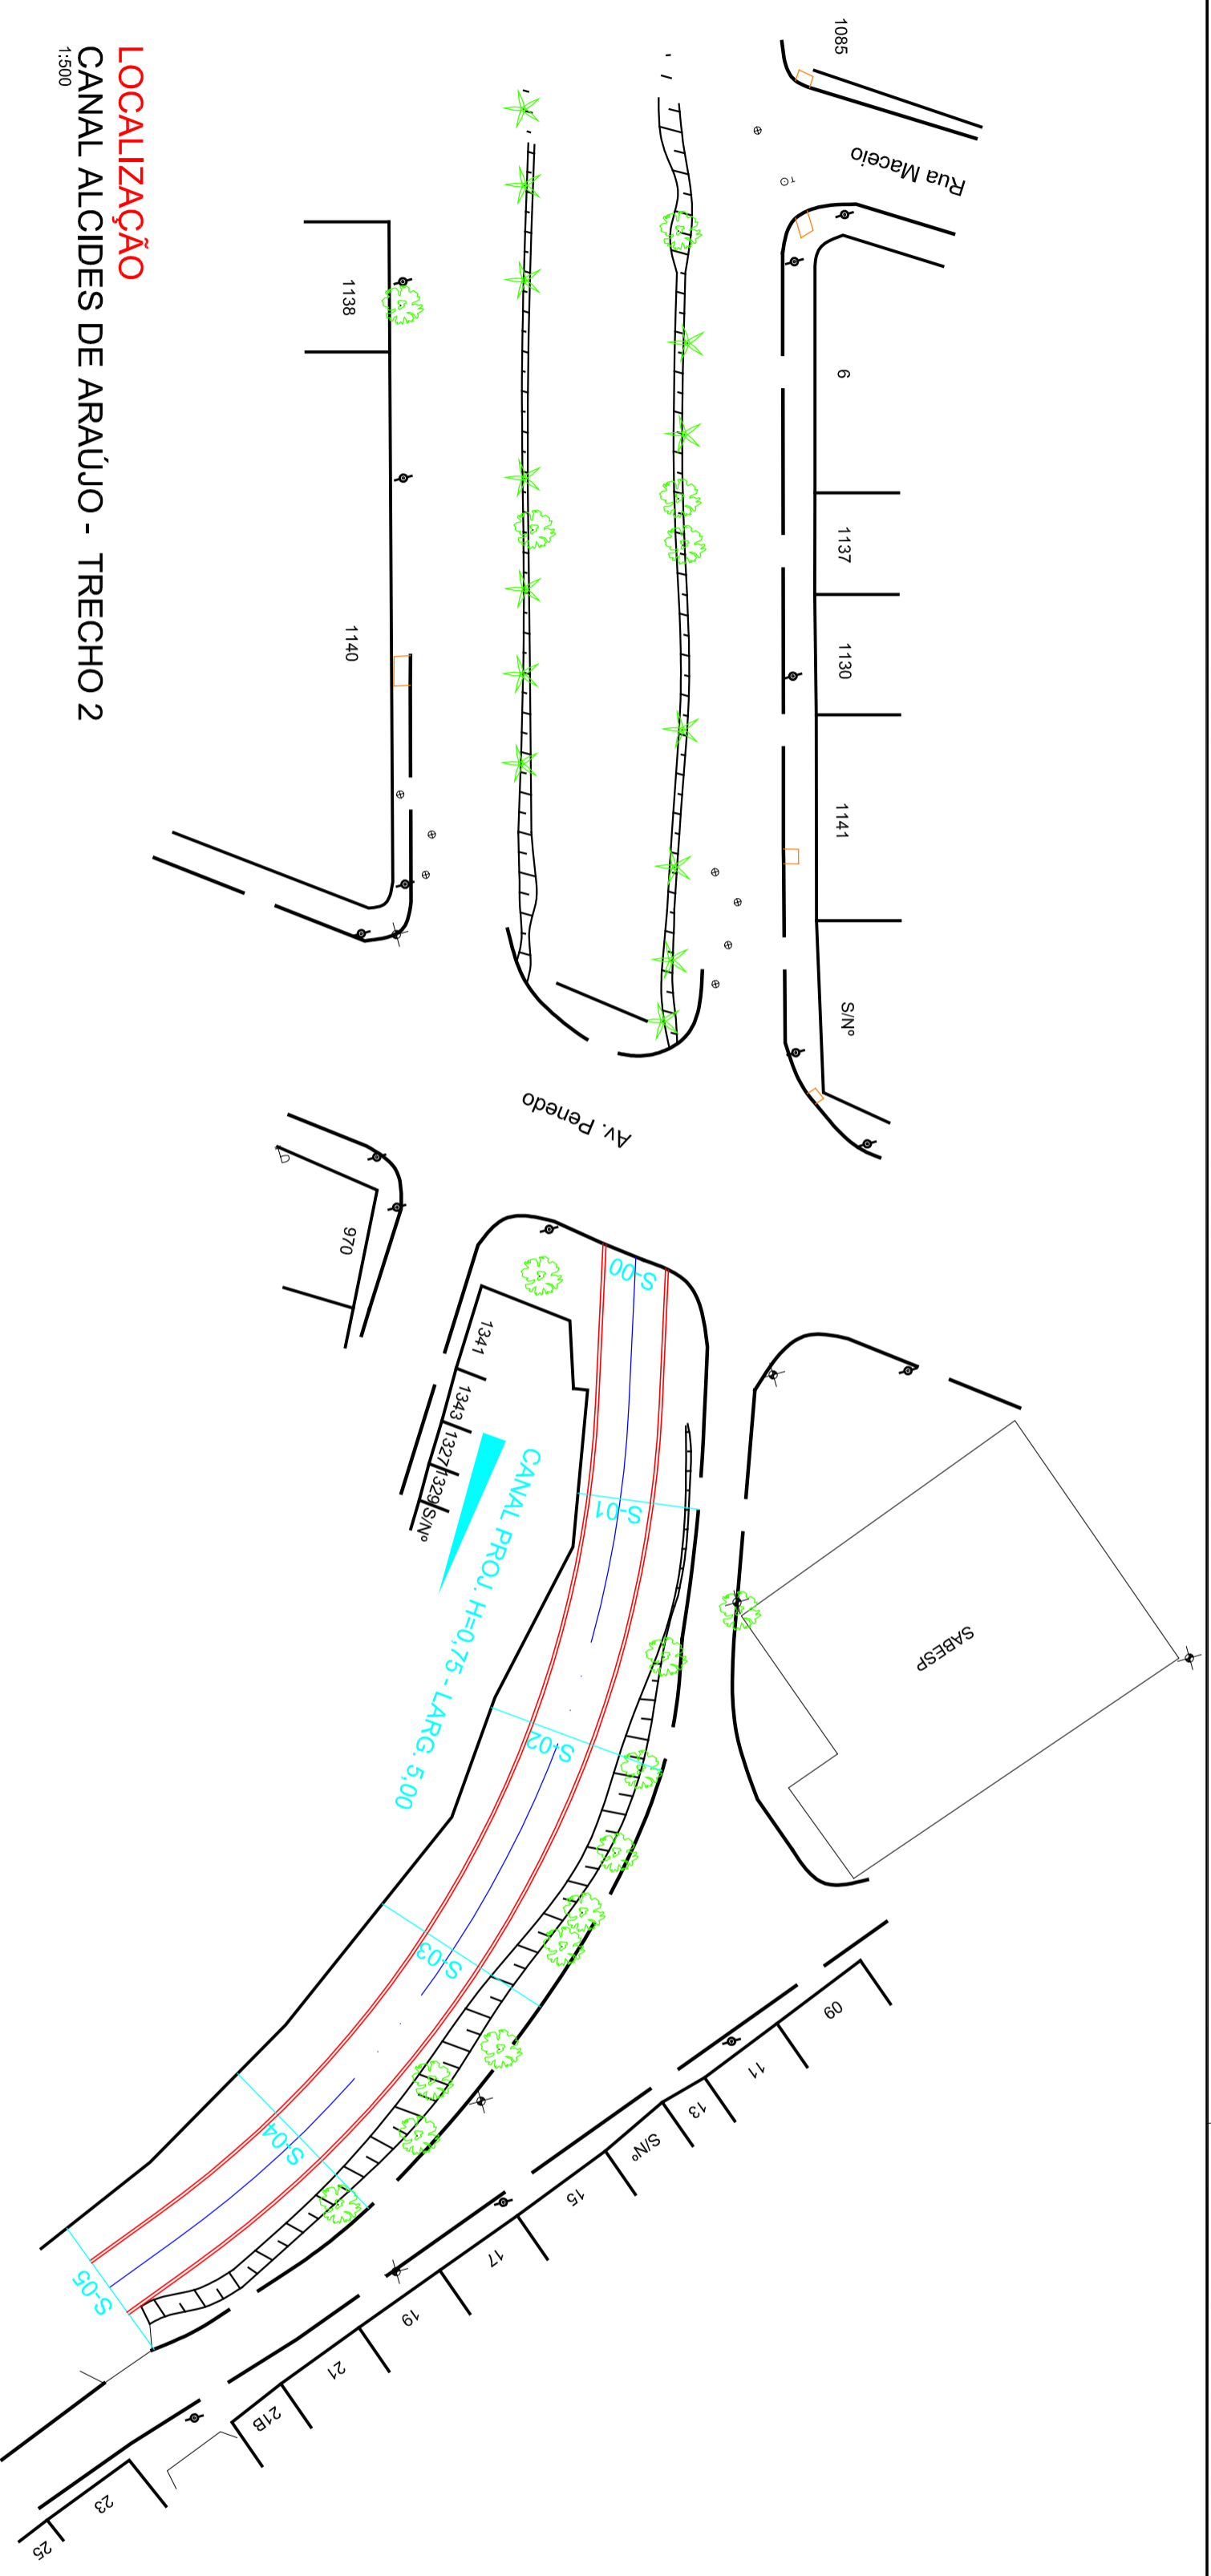 LOCALIZAÇÃO
CANAL ALCIDES DE ARAÚJO - TRECHO 2
1:500
1085
Rua Maceio
6
1137
1130
1141
S/Nº
1138
1140
Av. Penedo
970
1341
1343
1327
1329
S/Nº
CANAL PROJ. H=0,75 - LARG. 5,00
S-00
S-01
S-02
S-03
S-04
S-05
SABESP
09
11
13
S/Nº
15
17
19
21
21B
23
25